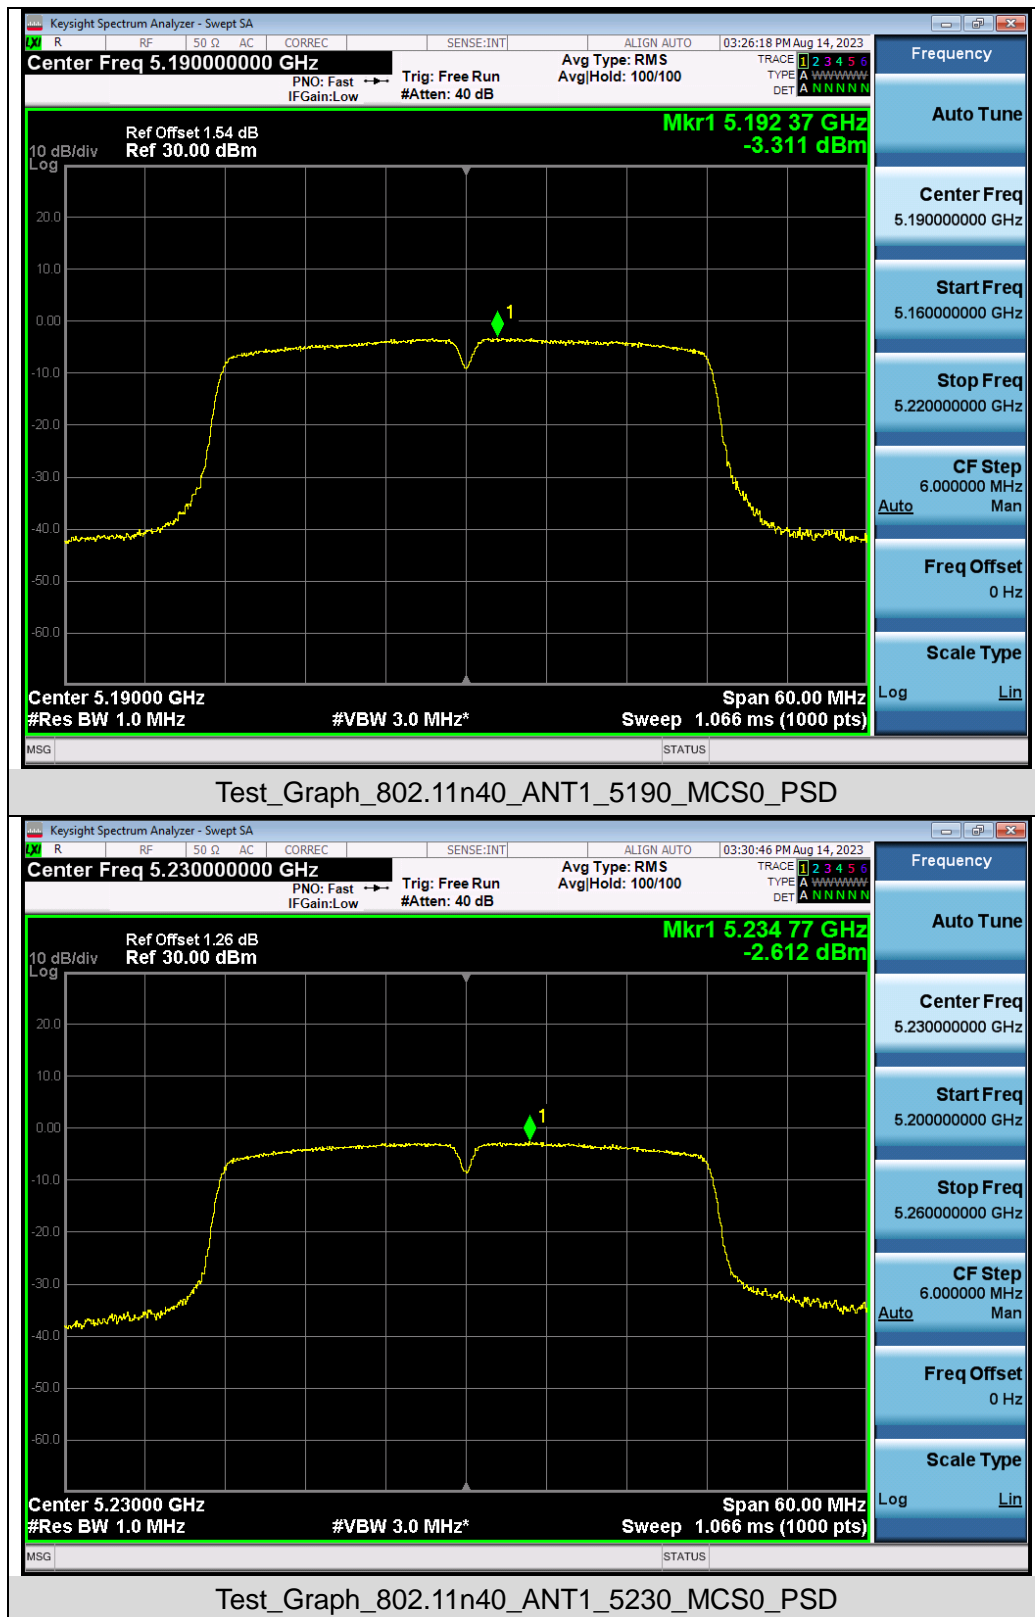 Keysight Spectrum Analyzer - Swept SA
LXI R RF 50 Ω AC CORREC SENSE:INT ALIGN AUTO 03:26:18 PM Aug 14, 2023
Center Freq 5.190000000 GHz
PNO: Fast
IFGain:Low
Trig: Free Run
#Atten: 40 dB
Avg Type: RMS
Avg|Hold: 100/100
TRACE 1 2 3 4 5 6
TYPE A WWWWW
DET A N N N N N
Frequency
Mkr1 5.192 37 GHz
-3.311 dBm
Ref Offset 1.54 dB
10 dB/div Ref 30.00 dBm
Log
20.0
10.0
0.00
-10.0
-20.0
-30.0
-40.0
-50.0
-60.0
1
Center 5.19000 GHz Span 60.00 MHz
#Res BW 1.0 MHz #VBW 3.0 MHz* Sweep 1.066 ms (1000 pts)
Auto Tune
Center Freq
5.190000000 GHz
Start Freq
5.160000000 GHz
Stop Freq
5.220000000 GHz
CF Step
6.000000 MHz
Auto Man
Freq Offset
0 Hz
Scale Type
Log Lin
MSG STATUS
Test_Graph_802.11n40_ANT1_5190_MCS0_PSD
Keysight Spectrum Analyzer - Swept SA
LXI R RF 50 Ω AC CORREC SENSE:INT ALIGN AUTO 03:30:46 PM Aug 14, 2023
Center Freq 5.230000000 GHz
PNO: Fast
IFGain:Low
Trig: Free Run
#Atten: 40 dB
Avg Type: RMS
Avg|Hold: 100/100
TRACE 1 2 3 4 5 6
TYPE A WWWWW
DET A N N N N N
Frequency
Mkr1 5.234 77 GHz
-2.612 dBm
Ref Offset 1.26 dB
10 dB/div Ref 30.00 dBm
Log
20.0
10.0
0.00
-10.0
-20.0
-30.0
-40.0
-50.0
-60.0
1
Center 5.23000 GHz Span 60.00 MHz
#Res BW 1.0 MHz #VBW 3.0 MHz* Sweep 1.066 ms (1000 pts)
Auto Tune
Center Freq
5.230000000 GHz
Start Freq
5.200000000 GHz
Stop Freq
5.260000000 GHz
CF Step
6.000000 MHz
Auto Man
Freq Offset
0 Hz
Scale Type
Log Lin
MSG STATUS
Test_Graph_802.11n40_ANT1_5230_MCS0_PSD